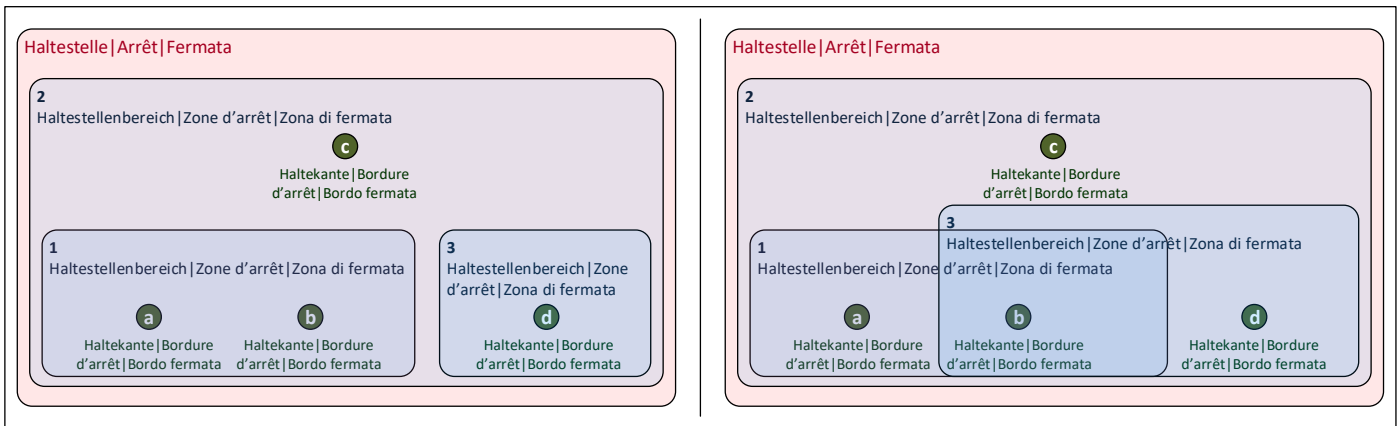 Haltestelle|Arrêt|Fermata
2
Haltestellenbereich|Zone d’arrêt|Zona di fermata
c
Haltekante|Bordure
d’arrêt|Bordo fermata
1
Haltestellenbereich|Zone d’arrêt|Zona di fermata
a
Haltekante|Bordure
d’arrêt|Bordo fermata
b
Haltekante|Bordure
d’arrêt|Bordo fermata
3
Haltestellenbereich|Zone
d’arrêt|Zona di fermata
d
Haltekante|Bordure
d’arrêt|Bordo fermata
Haltestelle|Arrêt|Fermata
2
Haltestellenbereich|Zone d’arrêt|Zona di fermata
c
Haltekante|Bordure
d’arrêt|Bordo fermata
3
Haltestellenbereich|Zone d’arrêt|Zona di fermata
1
Haltestellenbereich|Zone d’arrêt|Zona di fermata
a
Haltekante|Bordure
d’arrêt|Bordo fermata
b
Haltekante|Bordure
d’arrêt|Bordo fermata
d
Haltekante|Bordure
d’arrêt|Bordo fermata